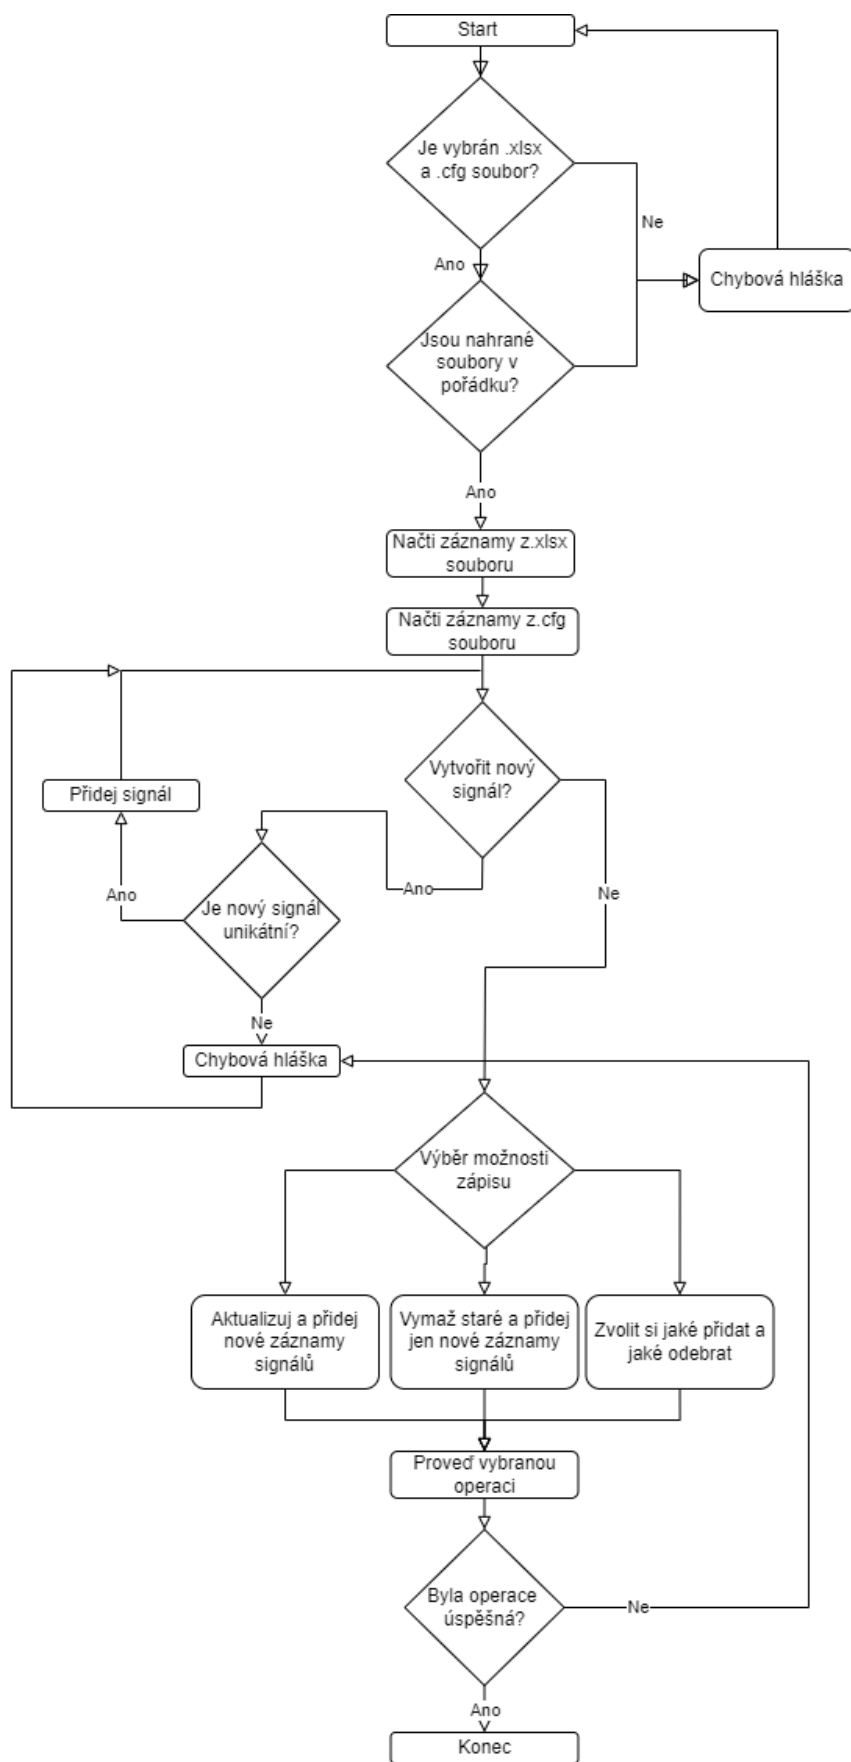 Start
Je vybrán .xlsx
a .cfg soubor?
Ne
Ano
Chybová hláška
Jsou nahrané
soubory v
pořádku?
Ano
Načti záznamy z.xlsx
souboru
Načti záznamy z.cfg
souboru
Vytvořit nový
signál?
Přidej signál
Ano
Ano
Ne
Je nový signál
unikátní?
Ne
Chybová hláška
Výběr možnosti
zápisu
Aktualizuj a přidej
nové záznamy
signálů
Vymaž staré a přidej
jen nové záznamy
signálů
Zvolit si jaké přidat a
jaké odebrat
Proveď vybranou
operaci
Byla operace
úspěšná?
Ne
Ano
Konec